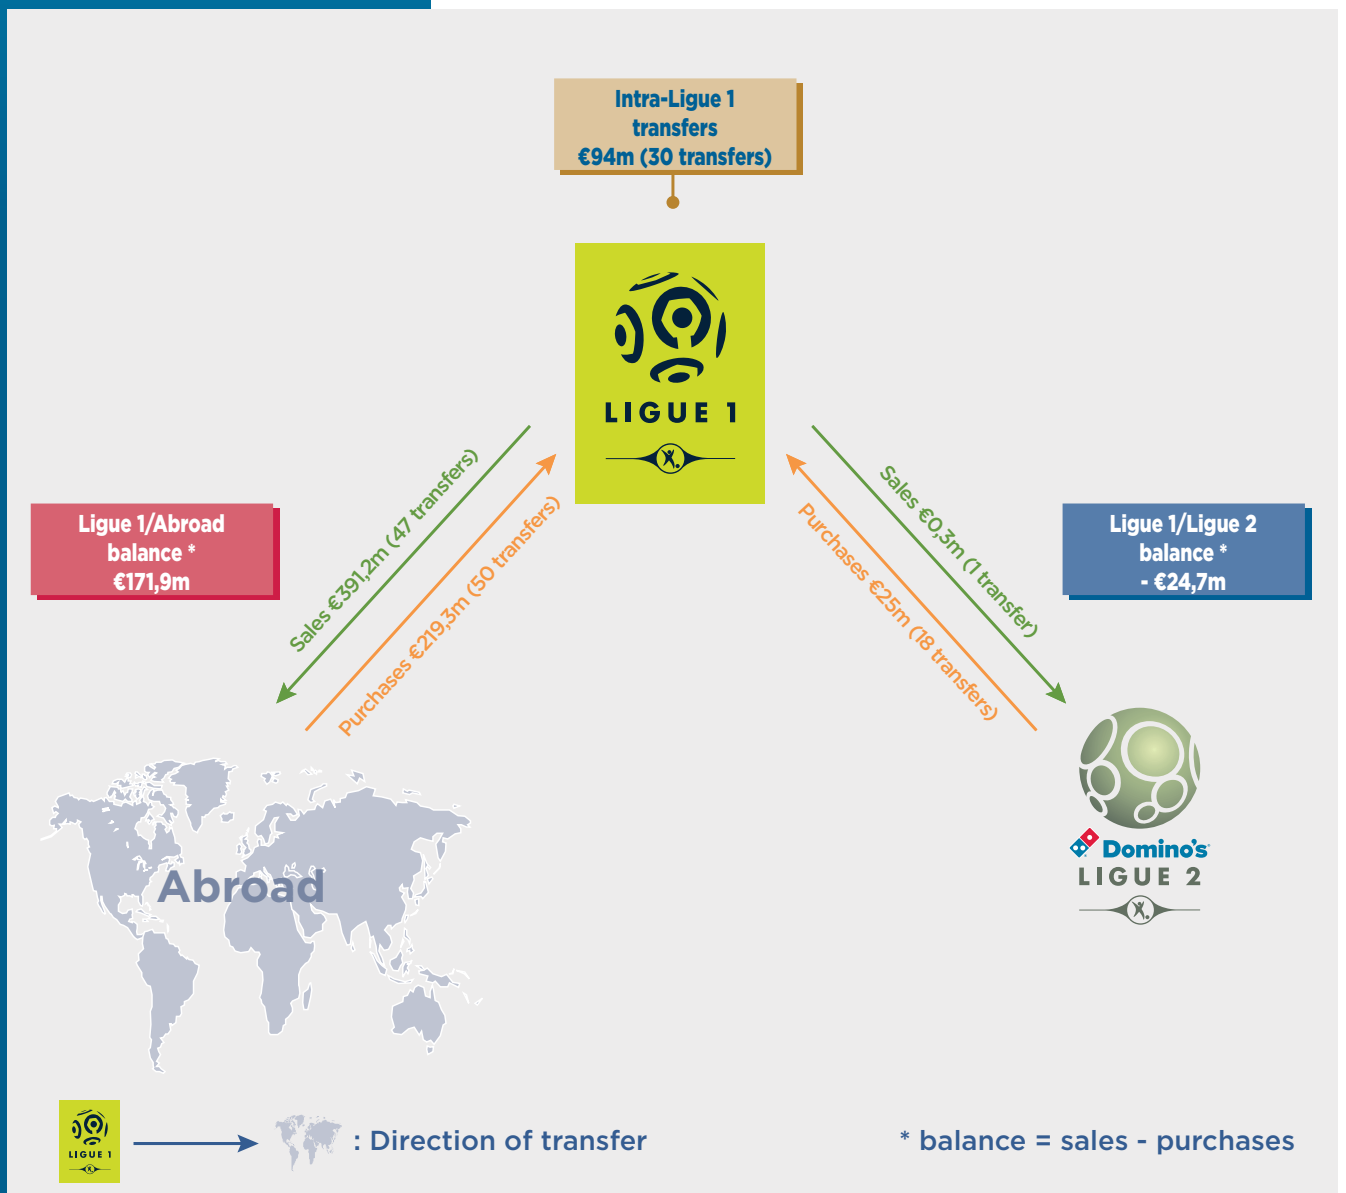 Intra-Ligue 1
transfers
€94m (30 transfers)
LIGUE 1
Sales €391,2m (47 transfers)
Purchases €219,3m (50 transfers)
Sales €0,3m (1 transfer)
Purchases €25m (18 transfers)
Ligue 1/Abroad
balance *
€171,9m
Ligue 1/Ligue 2
balance *
- €24,7m
Abroad
Domino's
LIGUE 2
LIGUE 1
: Direction of transfer
* balance = sales - purchases